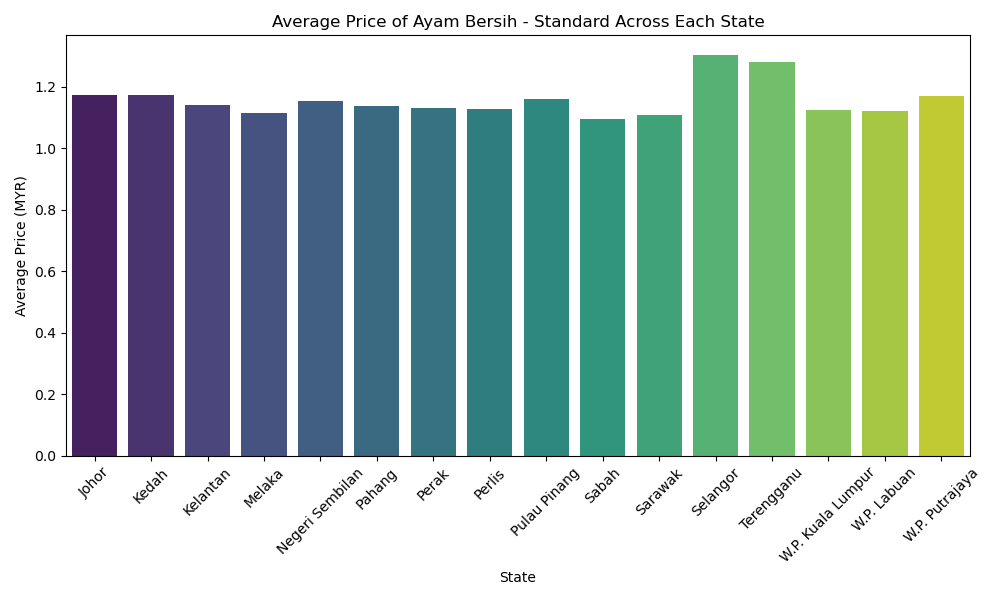 Average Price of Ayam Bersih - Standard Across Each State
Average Price (MYR)
1.2
1.0
0.8
0.6
0.4
0.2
0.0
Johor
Kedah
Kelantan
Melaka
Negeri Sembilan
Pahang
Perak
Perlis
Pulau Pinang
Sabah
Sarawak
Selangor
Terengganu
W.P. Kuala Lumpur
W.P. Labuan
W.P. Putrajaya
State